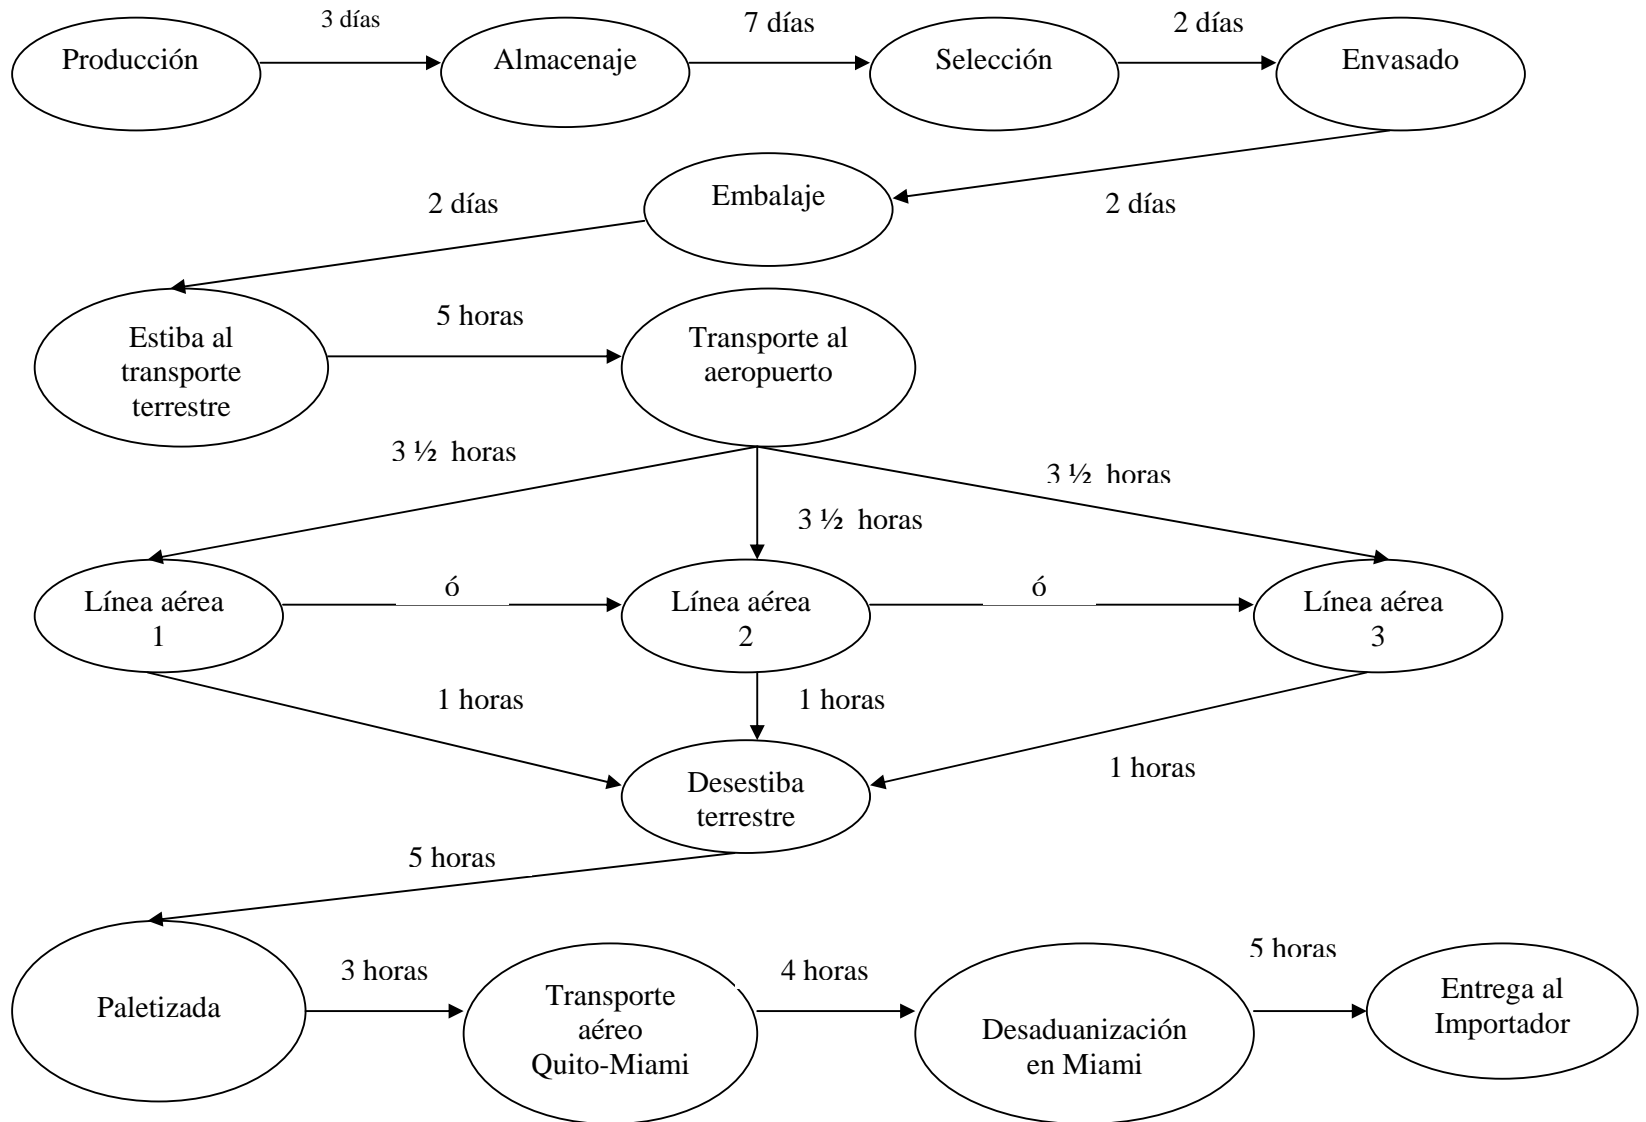 3 días
7 días
2 días
Producción
Almacenaje
Selección
Envasado
Embalaje
2 días
2 días
Estiba al
transporte
terrestre
5 horas
Transporte al
aeropuerto
3 ½ horas
3 ½ horas
3 ½ horas
Línea aérea
1
ó
Línea aérea
2
ó
Línea aérea
3
1 horas
1 horas
1 horas
Desestiba
terrestre
5 horas
Paletizada
3 horas
Transporte
aéreo
Quito-Miami
4 horas
Desaduanización
en Miami
5 horas
Entrega al
Importador